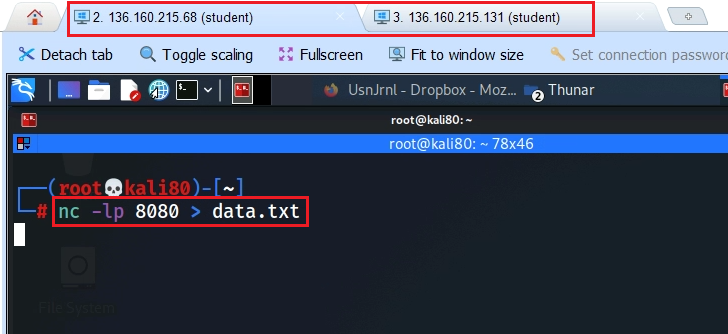 2. 136.160.215.68 (student)
3. 136.160.215.131 (student)
Detach tab
Toggle scaling
Fullscreen
Fit to window size
Set connection password
UsnJrnl - Dropbox - Moz...
2 Thunar
root@kali80: ~
root@kali80: ~ 78x46
(root💀kali80)-[~]
# nc -lp 8080 > data.txt
File System